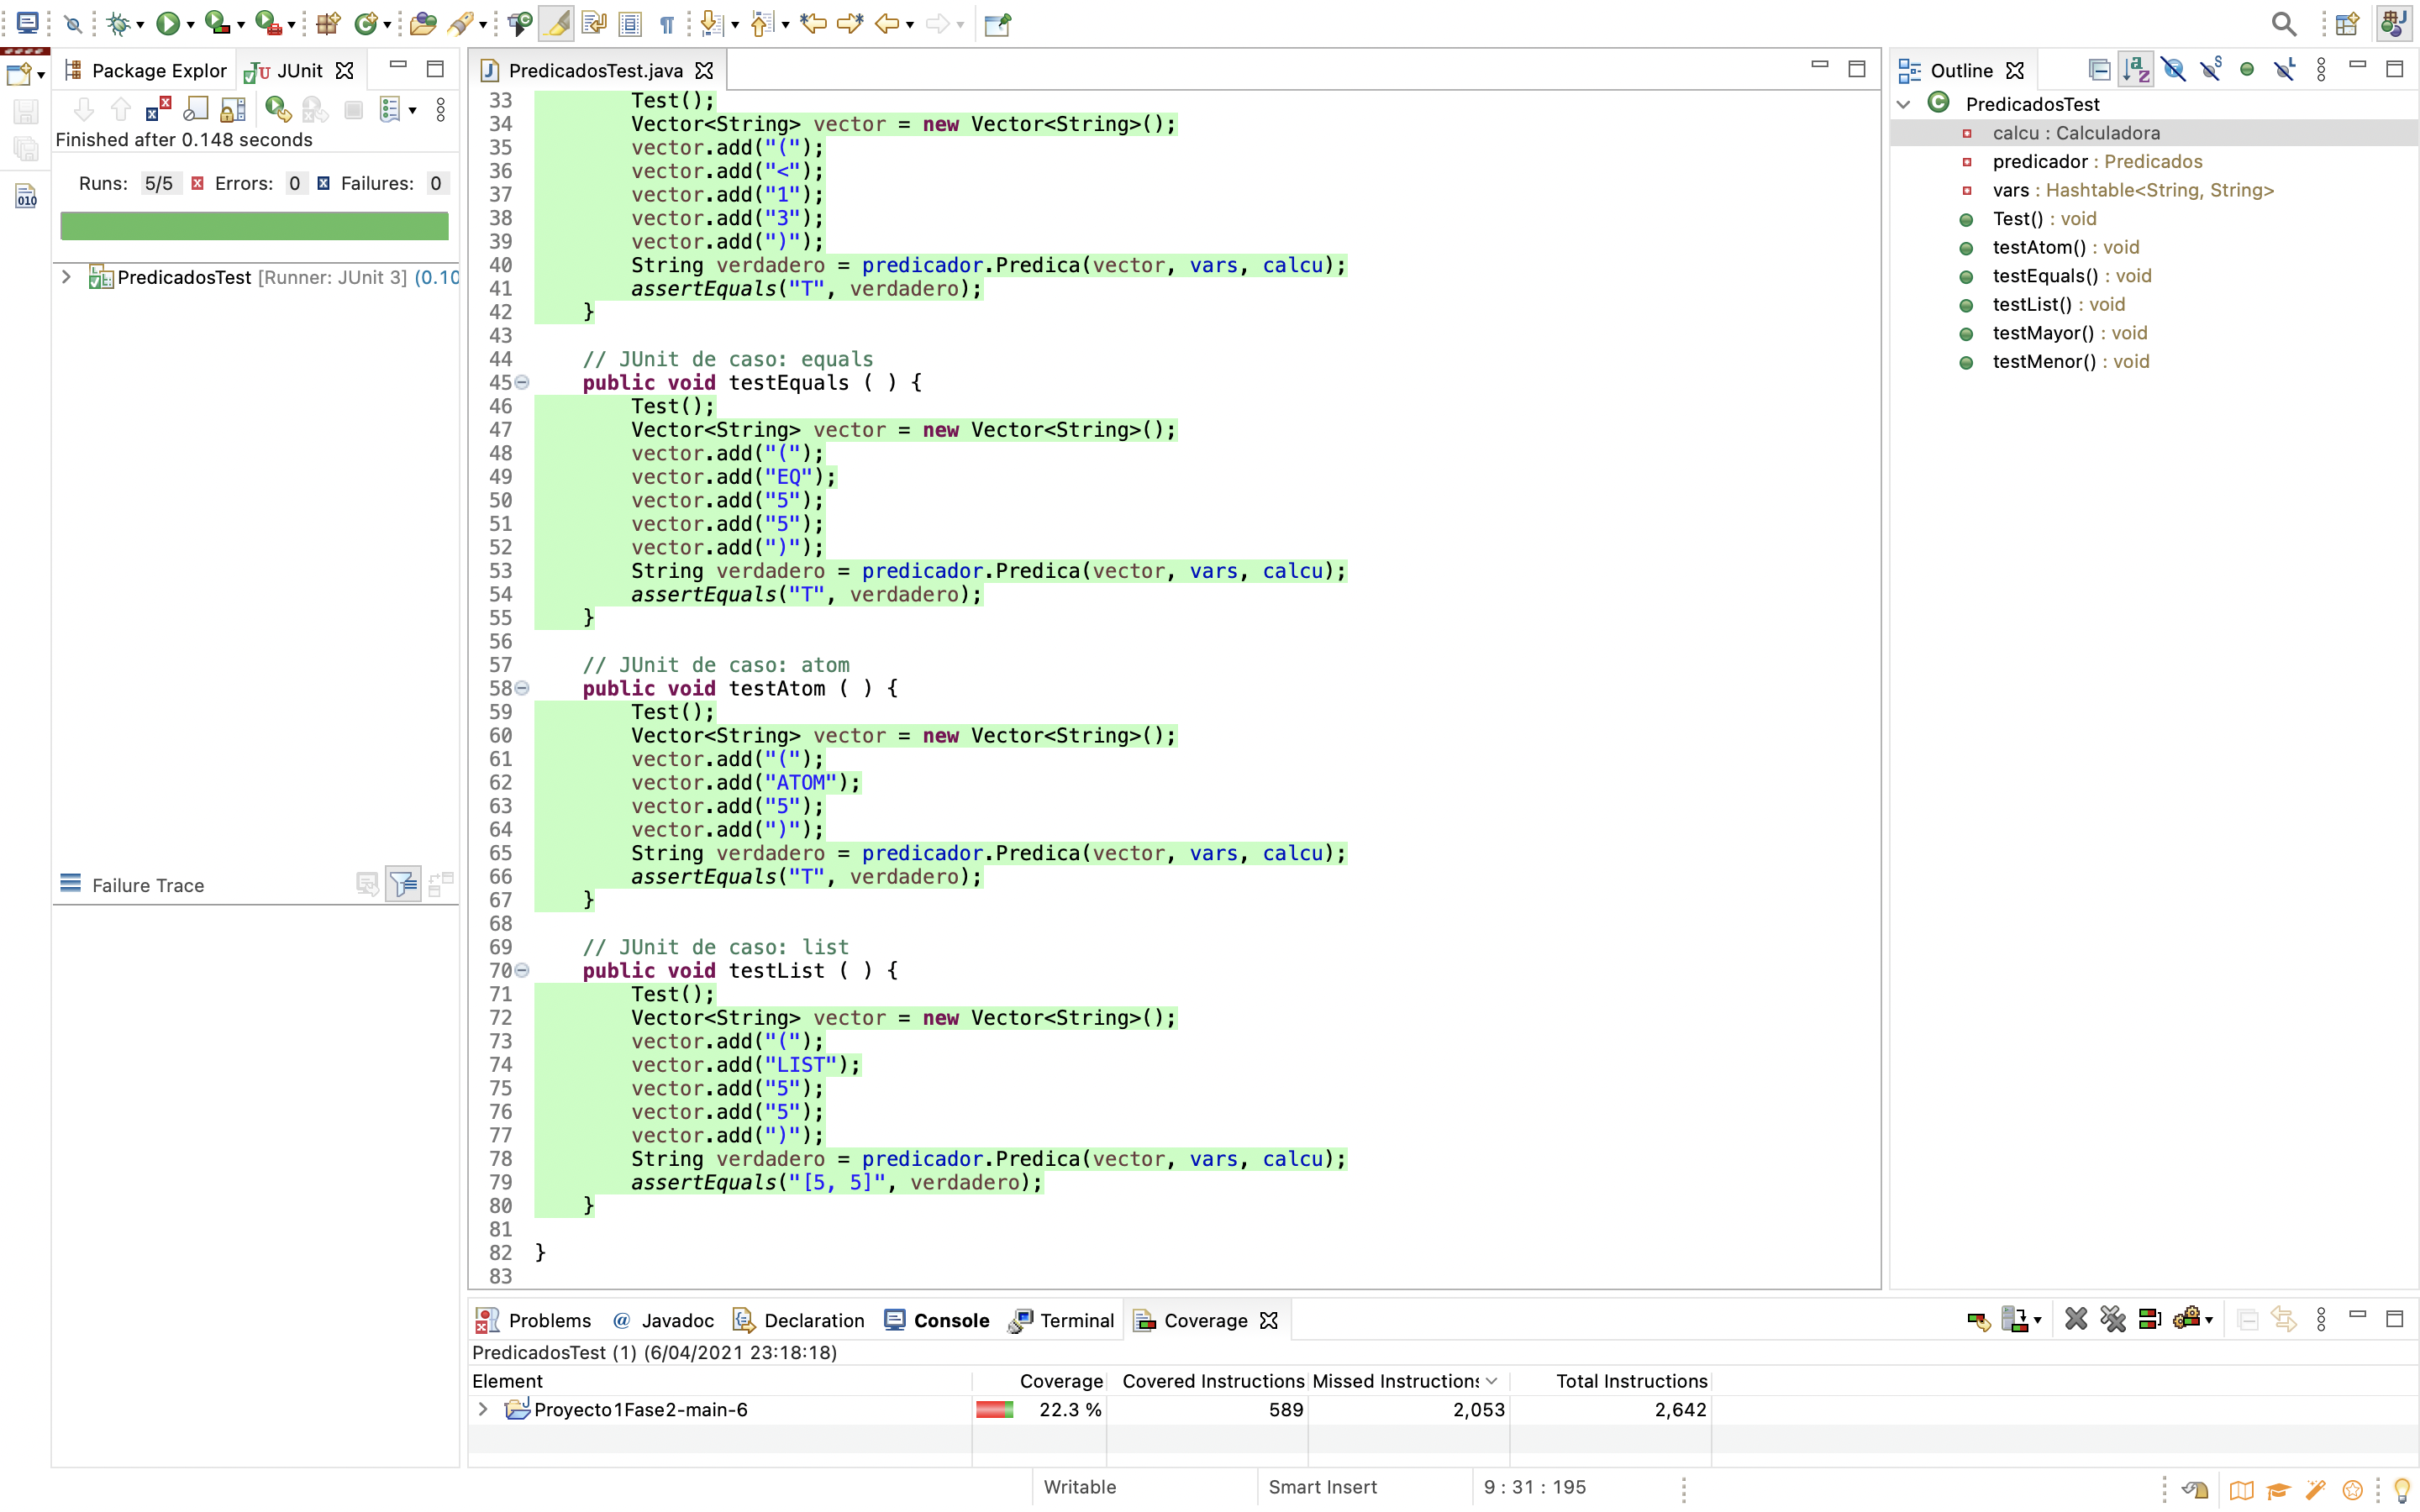 Package Explor
JUnit
Finished after 0.148 seconds
Runs: 5/5 Errors: 0 Failures: 0
PredicadosTest [Runner: JUnit 3] (0.10
Failure Trace
PredicadosTest.java
33 Test();
34 Vector<String> vector = new Vector<String>();
35 vector.add("(");
36 vector.add("<");
37 vector.add("1");
38 vector.add("3");
39 vector.add(")");
40 String verdadero = predicador.Predica(vector, vars, calcu);
41 assertEquals("T", verdadero);
42 }
43
44 // JUnit de caso: equals
45 public void testEquals ( ) {
46 Test();
47 Vector<String> vector = new Vector<String>();
48 vector.add("(");
49 vector.add("EQ");
50 vector.add("5");
51 vector.add("5");
52 vector.add(")");
53 String verdadero = predicador.Predica(vector, vars, calcu);
54 assertEquals("T", verdadero);
55 }
56
57 // JUnit de caso: atom
58 public void testAtom ( ) {
59 Test();
60 Vector<String> vector = new Vector<String>();
61 vector.add("(");
62 vector.add("ATOM");
63 vector.add("5");
64 vector.add(")");
65 String verdadero = predicador.Predica(vector, vars, calcu);
66 assertEquals("T", verdadero);
67 }
68
69 // JUnit de caso: list
70 public void testList ( ) {
71 Test();
72 Vector<String> vector = new Vector<String>();
73 vector.add("(");
74 vector.add("LIST");
75 vector.add("5");
76 vector.add("5");
77 vector.add(")");
78 String verdadero = predicador.Predica(vector, vars, calcu);
79 assertEquals("[5, 5]", verdadero);
80 }
81
82 }
83
Outline
PredicadosTest
calcu : Calculadora
predicador : Predicados
vars : Hashtable<String, String>
Test() : void
testAtom() : void
testEquals() : void
testList() : void
testMayor() : void
testMenor() : void
Problems @ Javadoc Declaration Console Terminal Coverage
PredicadosTest (1) (6/04/2021 23:18:18)
Element Coverage Covered Instructions Missed Instructions Total Instructions
Proyecto1Fase2-main-6 22.3 % 589 2,053 2,642
Writable Smart Insert 9 : 31 : 195